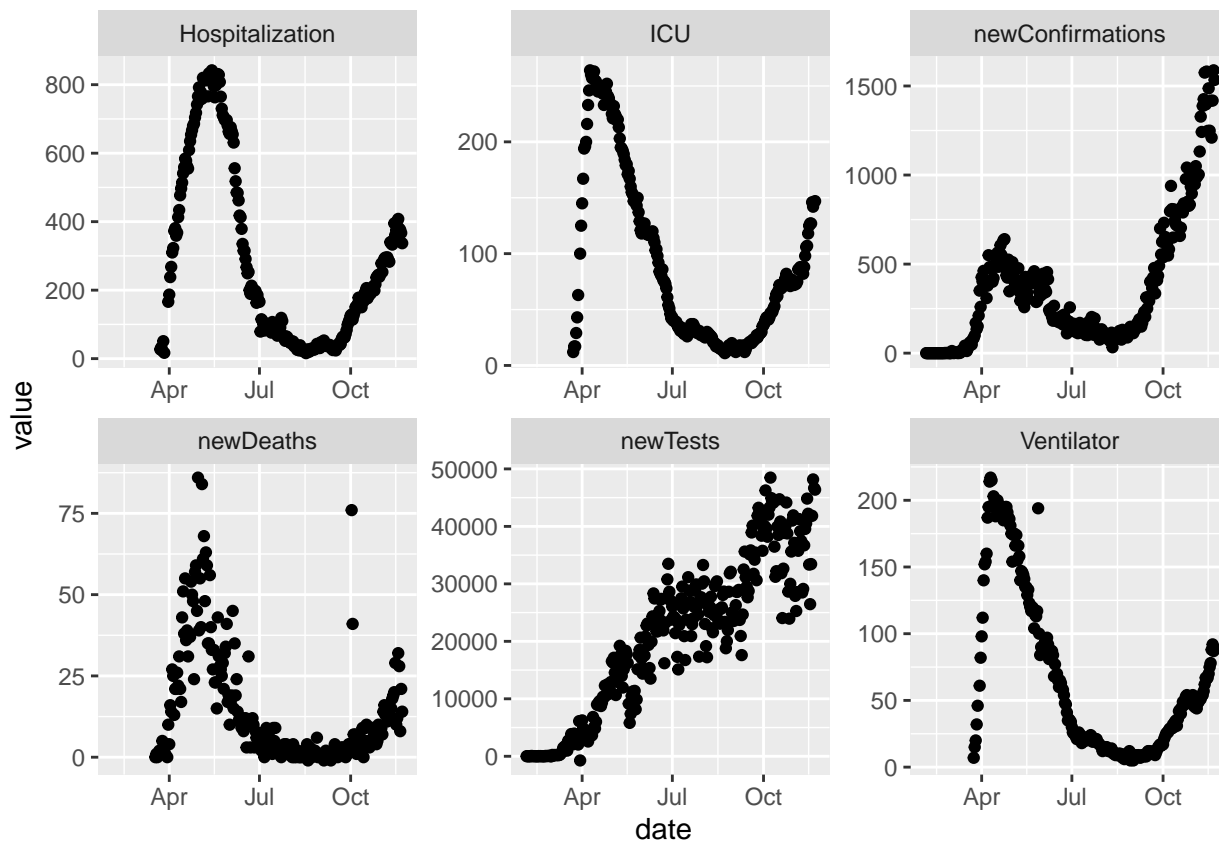 Hospitalization
ICU
newConfirmations
800
600
400
200
0
200
100
0
1500
1000
500
0
Apr
Jul
Oct
Apr
Jul
Oct
Apr
Jul
Oct
value
newDeaths
newTests
Ventilator
75
50
25
0
50000
40000
30000
20000
10000
0
200
150
100
50
0
Apr
Jul
Oct
Apr
Jul
Oct
Apr
Jul
Oct
date